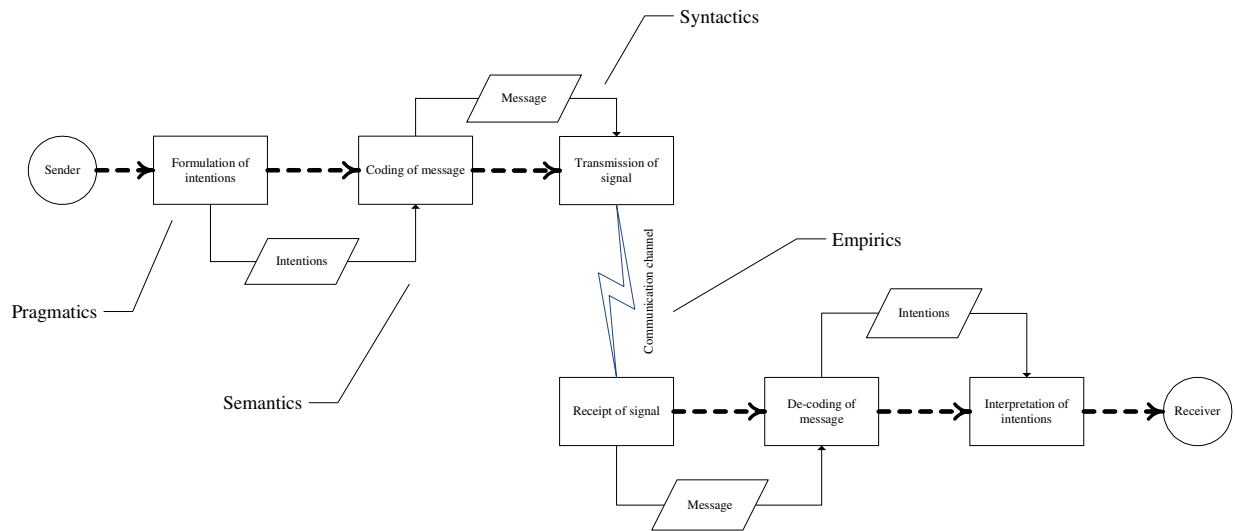 Syntactics
Message
Sender
Formulation of
intentions
Coding of message
Transmission of
signal
Intentions
Communication channel
Empirics
Pragmatics
Semantics
Intentions
Receipt of signal
De-coding of
message
Interpretation of
intentions
Receiver
Message